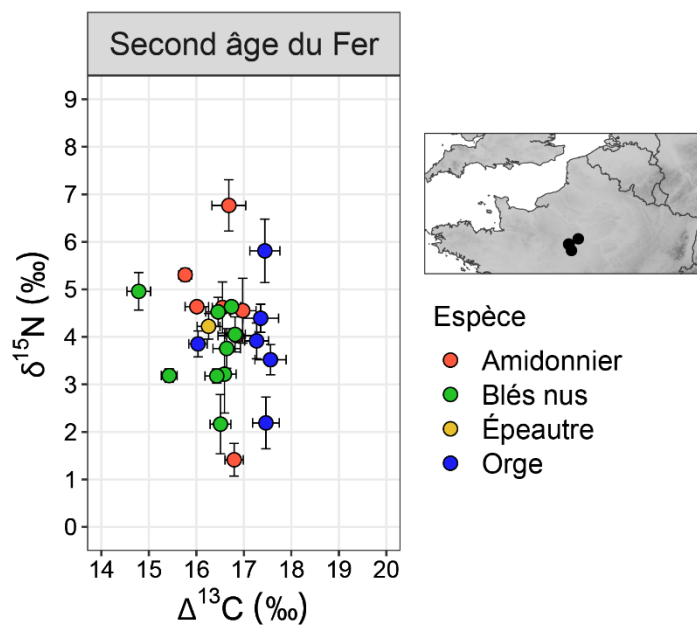 Second âge du Fer
9
8
7
6
5
4
3
2
1
0
δ¹⁵N (‰)
14 15 16 17 18 19 20
Δ¹³C (‰)
Espèce
Amidonnier
Blés nus
Épeautre
Orge